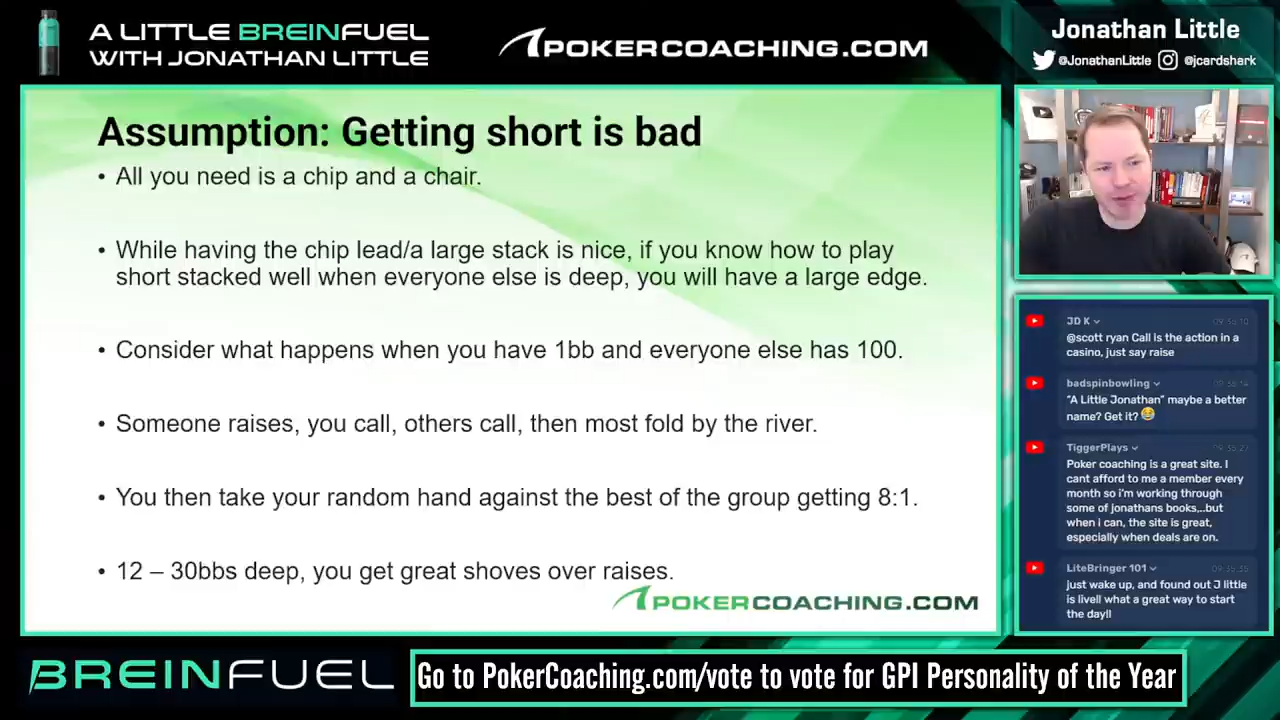 A LITTLE BREINFUEL
WITH JONATHAN LITTLE
POKERCOACHING.COM
Jonathan Little
@JonathanLittle @jcardshark
Assumption: Getting short is bad
• All you need is a chip and a chair.
• While having the chip lead/a large stack is nice, if you know how to play
short stacked well when everyone else is deep, you will have a large edge.
• Consider what happens when you have 1bb and everyone else has 100.
• Someone raises, you call, others call, then most fold by the river.
• You then take your random hand against the best of the group getting 8:1.
• 12 – 30bbs deep, you get great shoves over raises.
POKERCOACHING.COM
JD K
@scott ryan Call is the action in a
casino, just say raise
badspinbowling
“A Little Jonathan” maybe a better
name? Get it? 😂
TiggerPlays
Poker coaching is a great site. I
cant afford to me a member every
month so i'm working through
some of jonathans books,..but
when i can, the site is great,
especially when deals are on.
LiteBringer 101
just wake up, and found out J little
is live!! what a great way to start
the day!!
BREINFUEL
Go to PokerCoaching.com/vote to vote for GPI Personality of the Year